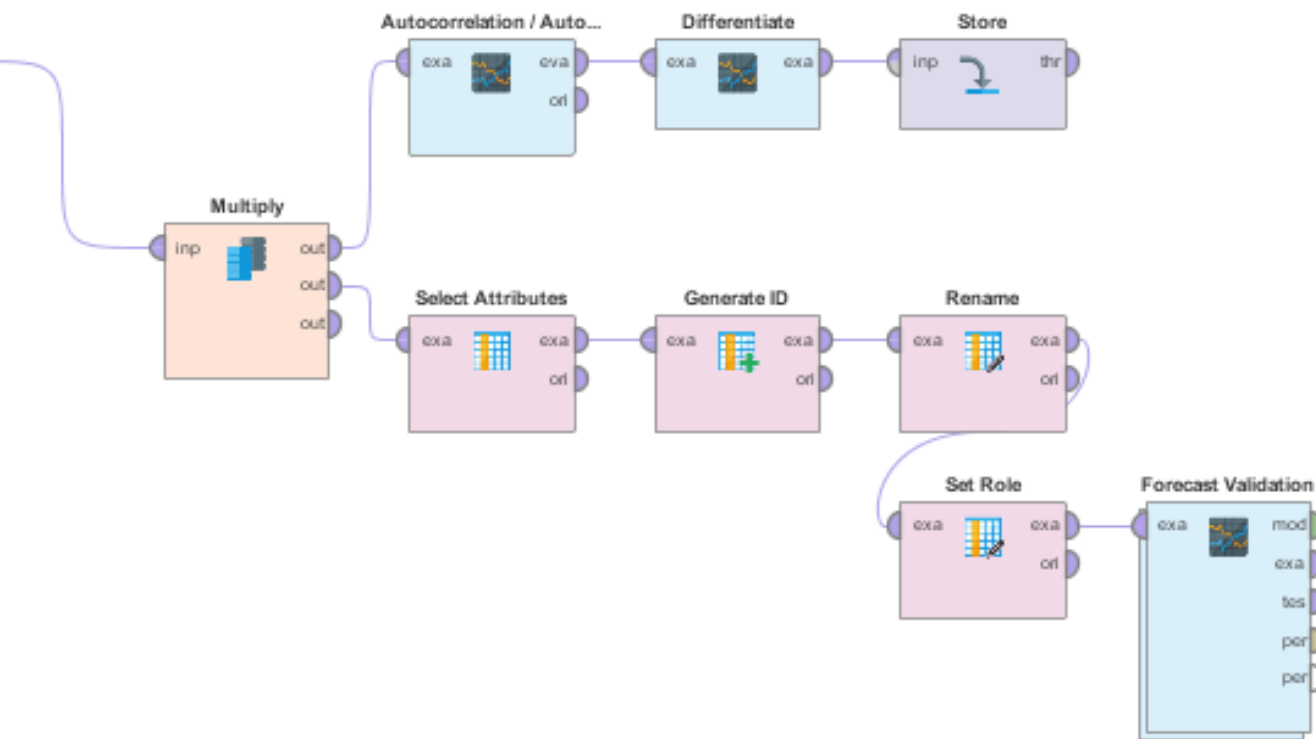 Autocorrelation / Auto... Differentiate Store
exa eva exa exa inp thr
ori
Multiply
inp out
out
out
Select Attributes Generate ID Rename
exa exa exa exa exa exa
ori ori ori
Set Role Forecast Validation
exa exa exa mod
ori exa
tes
per
per